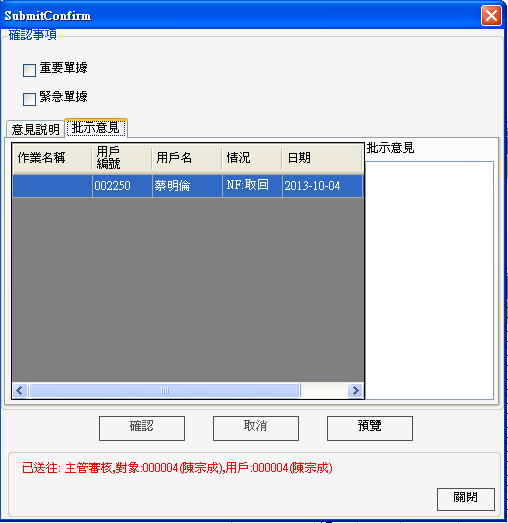 SubmitConfirm
確認事項
重要單據
緊急單據
意見說明 批示意見
作業名稱 用戶編號 用戶名 情況 日期
002250 蔡明倫 NF:取回 2013-10-04
批示意見
確認 取消 預覽
已送往: 主管審核,對象:000004(陳宗成),用戶:000004(陳宗成)
關閉